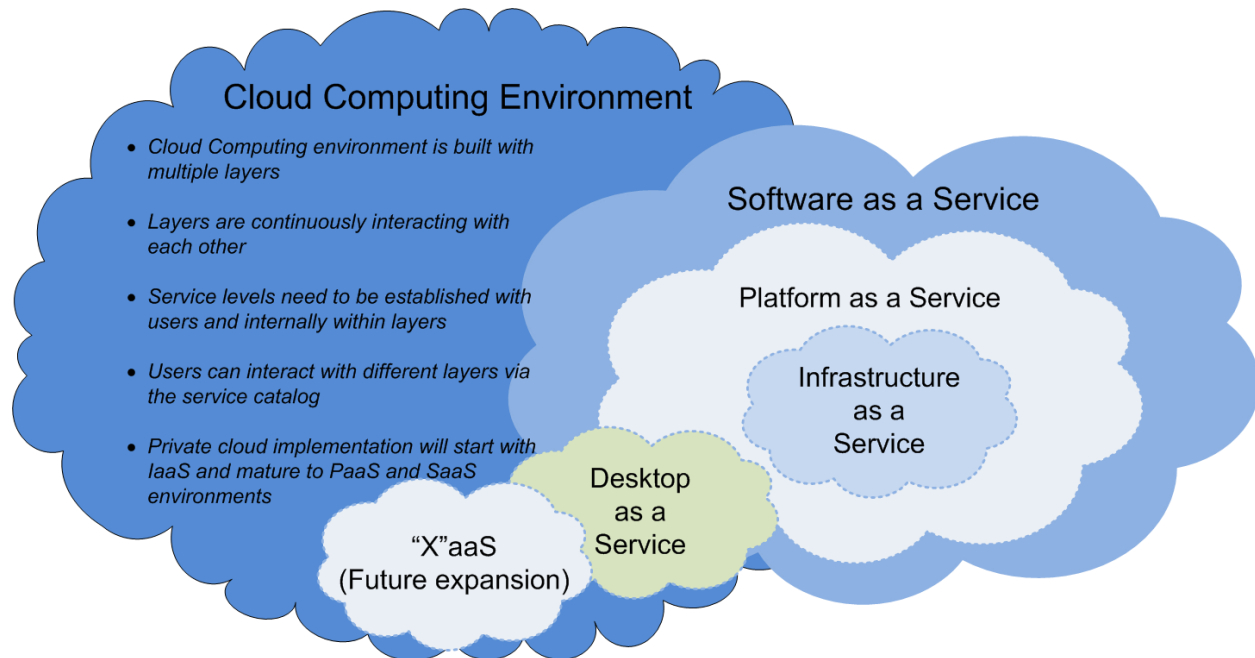 Cloud Computing Environment
• Cloud Computing environment is built with
multiple layers
• Layers are continuously interacting with
each other
• Service levels need to be established with
users and internally within layers
• Users can interact with different layers via
the service catalog
• Private cloud implementation will start with
IaaS and mature to PaaS and SaaS
environments
Software as a Service
Platform as a Service
Infrastructure
as a
Service
Desktop
as a
Service
“X”aaS
(Future expansion)